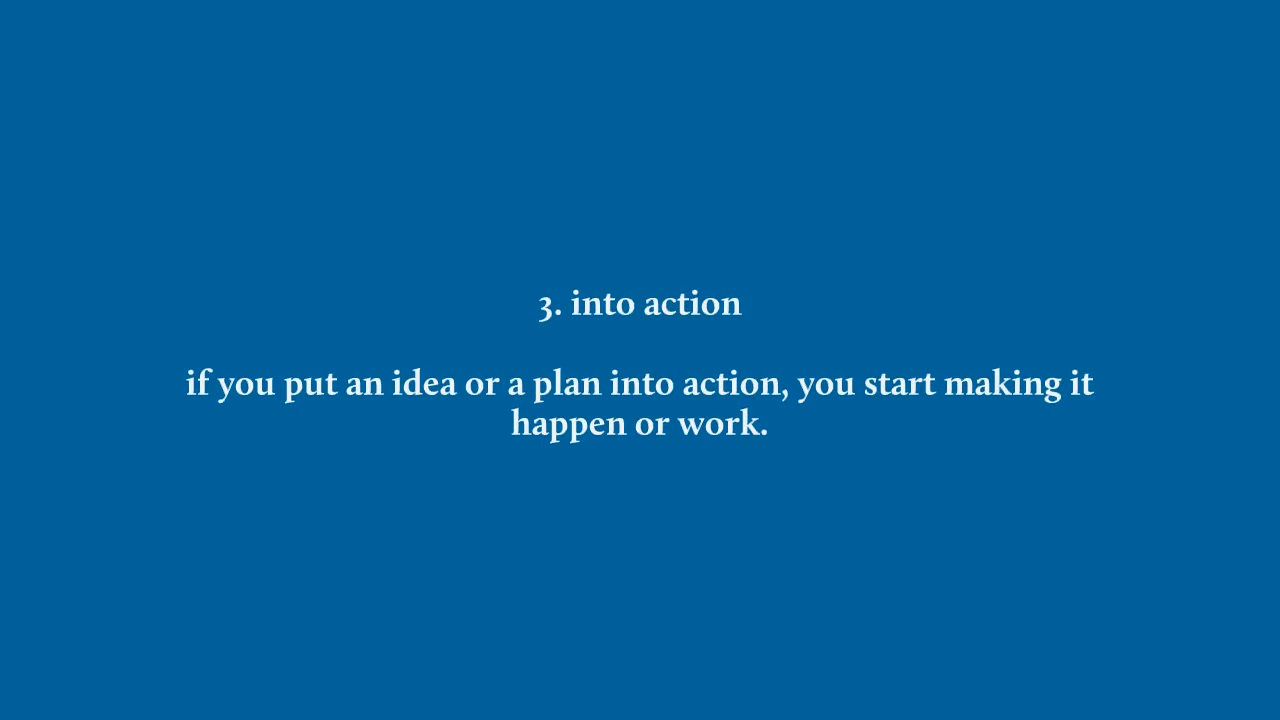 3. into action
if you put an idea or a plan into action, you start making it
happen or work.